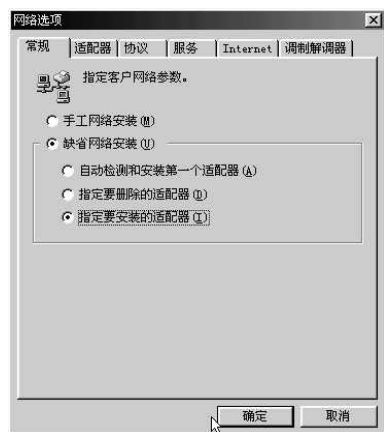 网络选项
常规 适配器 协议 服务 Internet 调制解调器
指定客户网络参数。
手工网络安装(M)
缺省网络安装(U)
自动检测和安装第一个适配器(A)
指定要删除的适配器(D)
指定要安装的适配器(I)
确定 取消